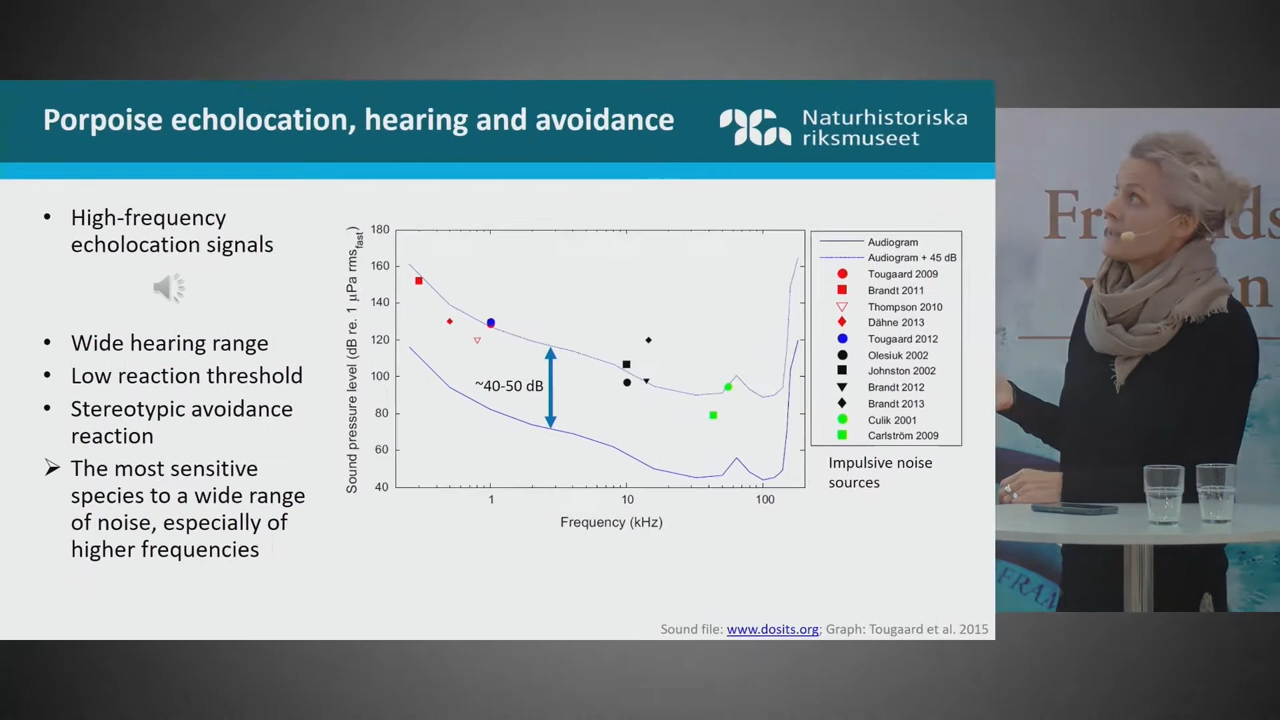 Porpoise echolocation, hearing and avoidance
Naturhistoriska
riksmuseet
• High-frequency
echolocation signals
• Wide hearing range
• Low reaction threshold
• Stereotypic avoidance
reaction
➢ The most sensitive
species to a wide range
of noise, especially of
higher frequencies
Sound pressure level (dB re. 1 µPa rms fast)
180
160
140
120
100
80
60
40
~40-50 dB
1
10
100
Frequency (kHz)
Audiogram
Audiogram + 45 dB
Tougaard 2009
Brandt 2011
Thompson 2010
Dähne 2013
Tougaard 2012
Olesiuk 2002
Johnston 2002
Brandt 2012
Brandt 2013
Culik 2001
Carlström 2009
Impulsive noise
sources
Sound file: www.dosits.org; Graph: Tougaard et al. 2015